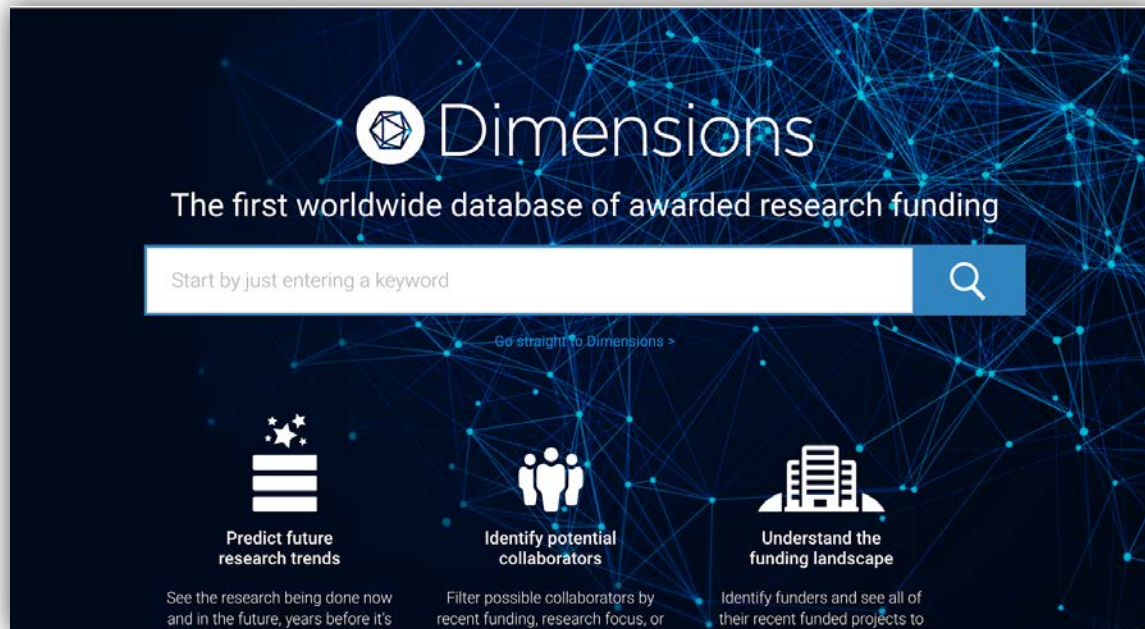 Dimensions
The first worldwide database of awarded research funding
Start by just entering a keyword
Go straight to Dimensions >
Predict future
research trends
See the research being done now
and in the future, years before it's
Identify potential
collaborators
Filter possible collaborators by
recent funding, research focus, or
Understand the
funding landscape
Identify funders and see all of
their recent funded projects to